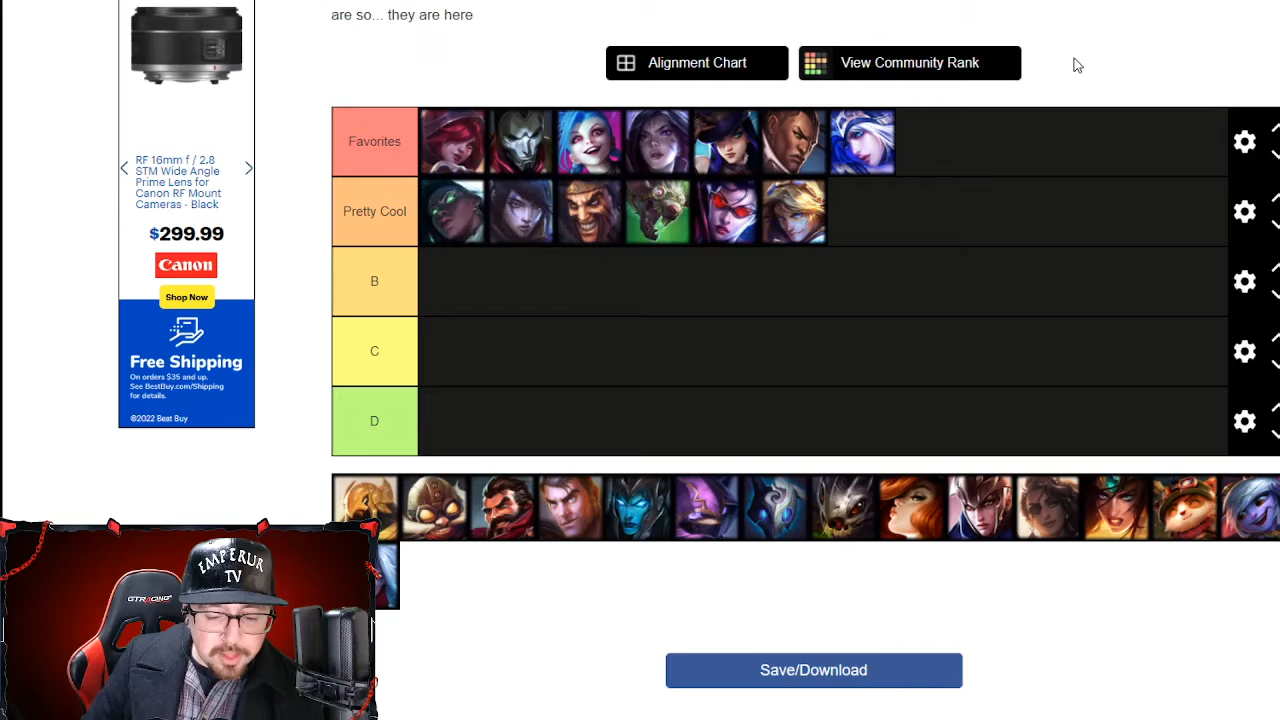 are so... they are here
Alignment Chart
View Community Rank
RF 16mm f / 2.8
STM Wide Angle
Prime Lens for
Canon RF Mount
Cameras - Black
$299.99
Canon
Shop Now
Free Shipping
On orders $35 and up.
See BestBuy.com/Shipping
for details.
©2022 Best Buy
Favorites
Pretty Cool
B
C
D
IMPERUR
TV
GTRACING
Save/Download